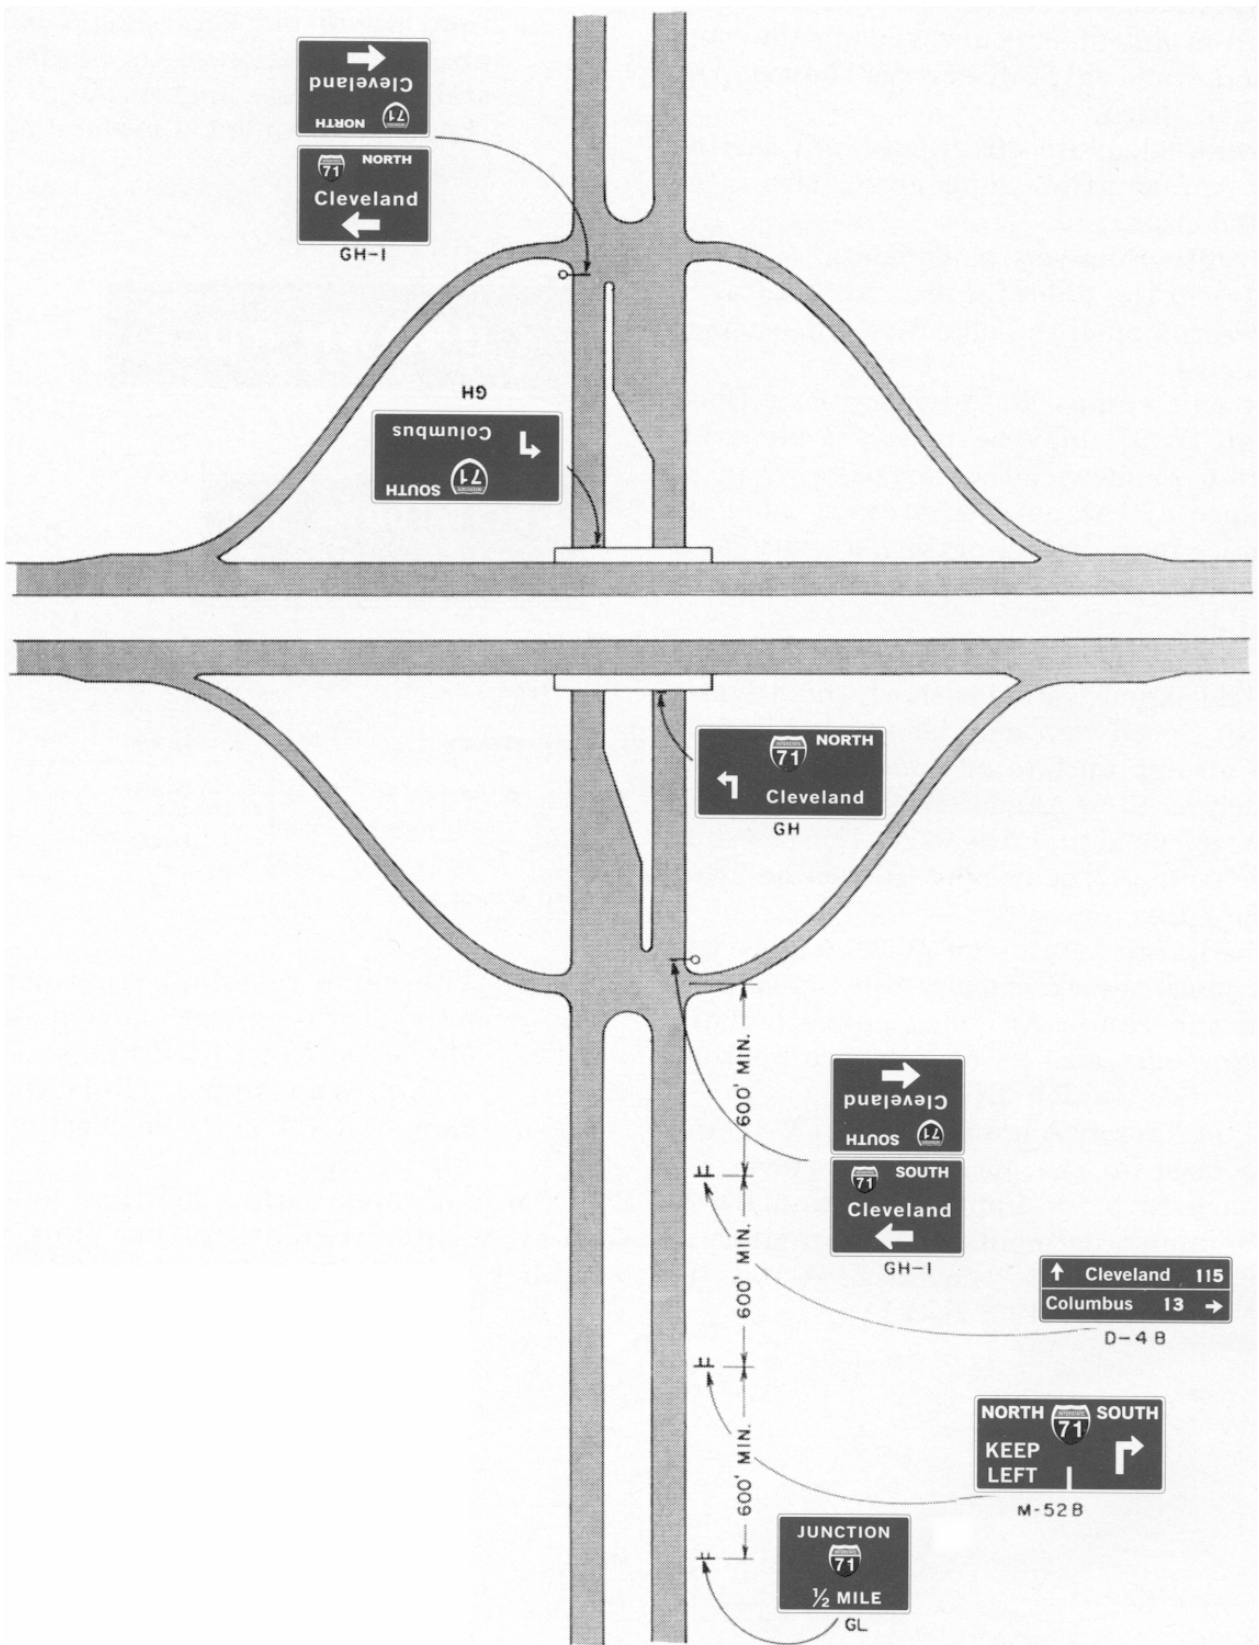 Cleveland
71 NORTH
71 NORTH
Cleveland
GH-1
GH
Columbus
SOUTH 71
71 NORTH
Cleveland
GH
600' MIN.
Cleveland
SOUTH 71
71 SOUTH
Cleveland
GH-1
600' MIN.
Cleveland 115
Columbus 13
D-4B
600' MIN.
NORTH 71 SOUTH
KEEP
LEFT
M-52B
JUNCTION
71
½ MILE
GL